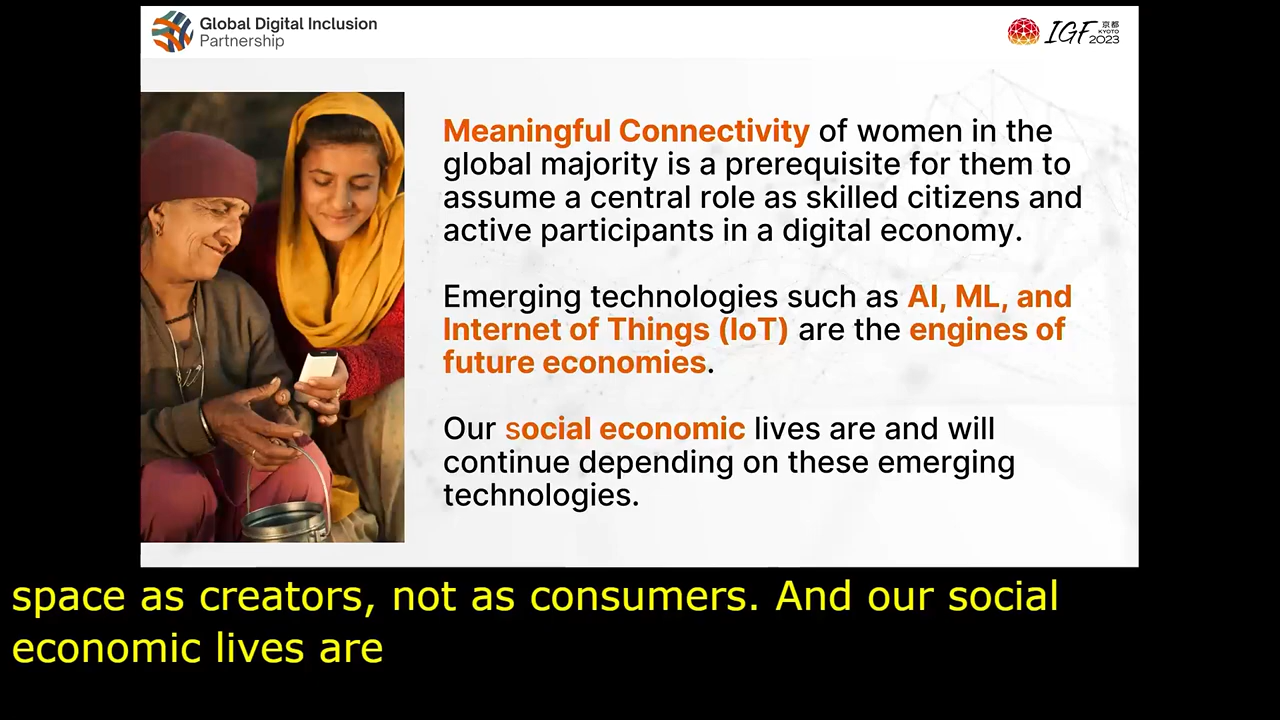 Global Digital Inclusion
Partnership
IGF 京都
KYOTO
2023
Meaningful Connectivity of women in the
global majority is a prerequisite for them to
assume a central role as skilled citizens and
active participants in a digital economy.
Emerging technologies such as AI, ML, and
Internet of Things (IoT) are the engines of
future economies.
Our social economic lives are and will
continue depending on these emerging
technologies.
space as creators, not as consumers. And our social
economic lives are